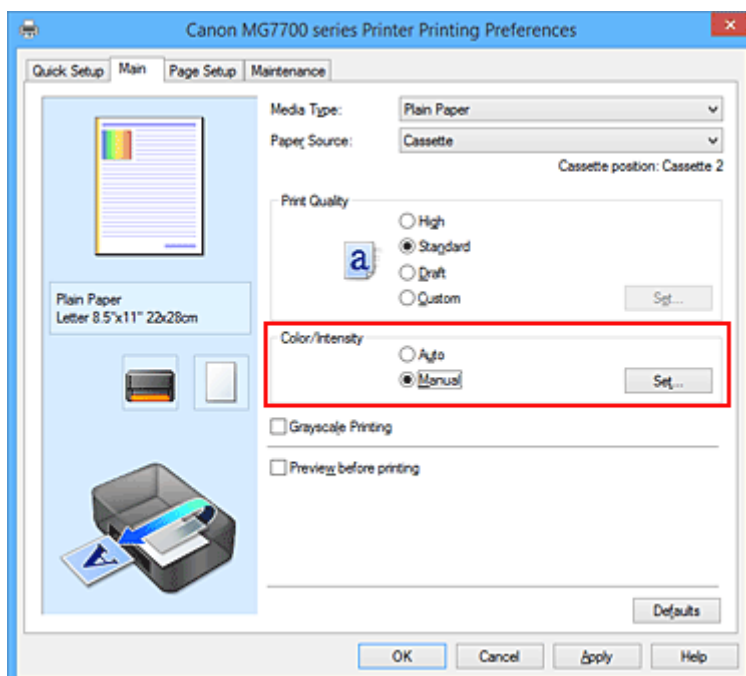 Canon MG7700 series Printer Printing Preferences
Quick Setup Main Page Setup Maintenance
Media Type: Plain Paper
Paper Source: Cassette
Cassette position: Cassette 2
Print Quality
High
a
Standard
Draft
Custom Set...
Plain Paper
Letter 8.5"x11" 22x28cm
Color/Intensity
Auto
Manual Set...
Grayscale Printing
Preview before printing
A
Defaults
OK Cancel Apply Help